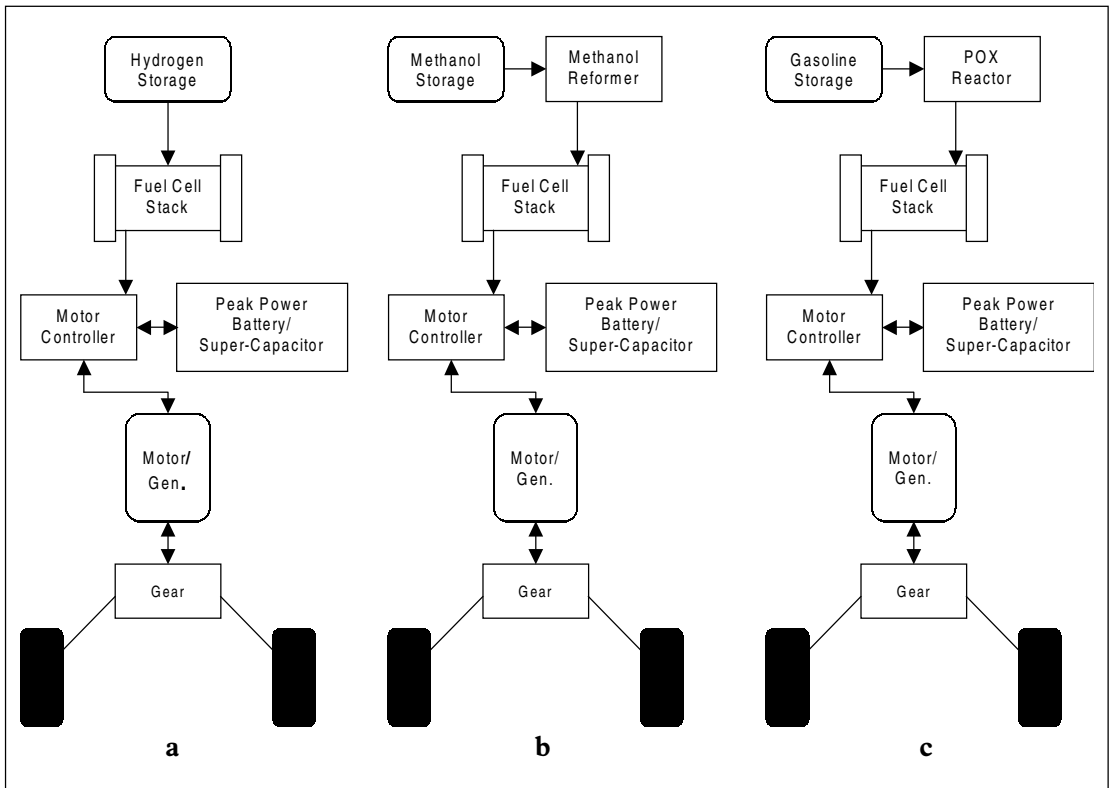 Hydrogen
Storage
Fuel Cell
Stack
Motor
Controller
Peak Power
Battery/
Super-Capacitor
Motor/
Gen.
Gear
a
Methanol
Storage
Methanol
Reformer
Fuel Cell
Stack
Motor
Controller
Peak Power
Battery/
Super-Capacitor
Motor/
Gen.
Gear
b
Gasoline
Storage
POX
Reactor
Fuel Cell
Stack
Motor
Controller
Peak Power
Battery/
Super-Capacitor
Motor/
Gen.
Gear
c